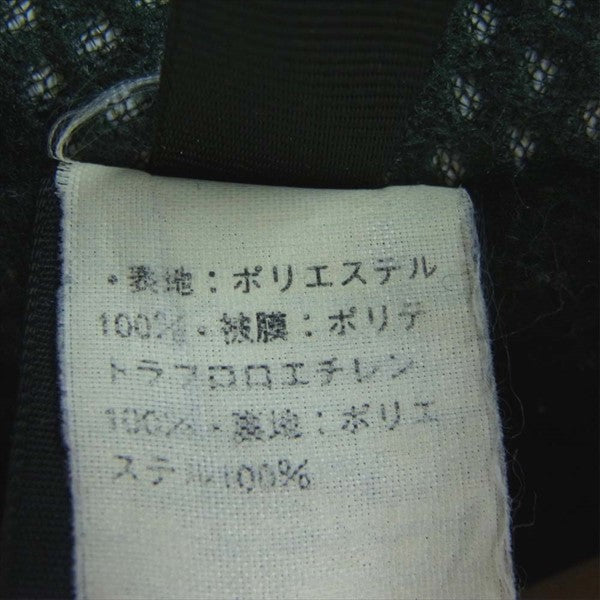 ・表地：ポリエステル
100%・被膜：ポリテ
トラフロロエチレン
100%・裏地：ポリエ
ステル100%